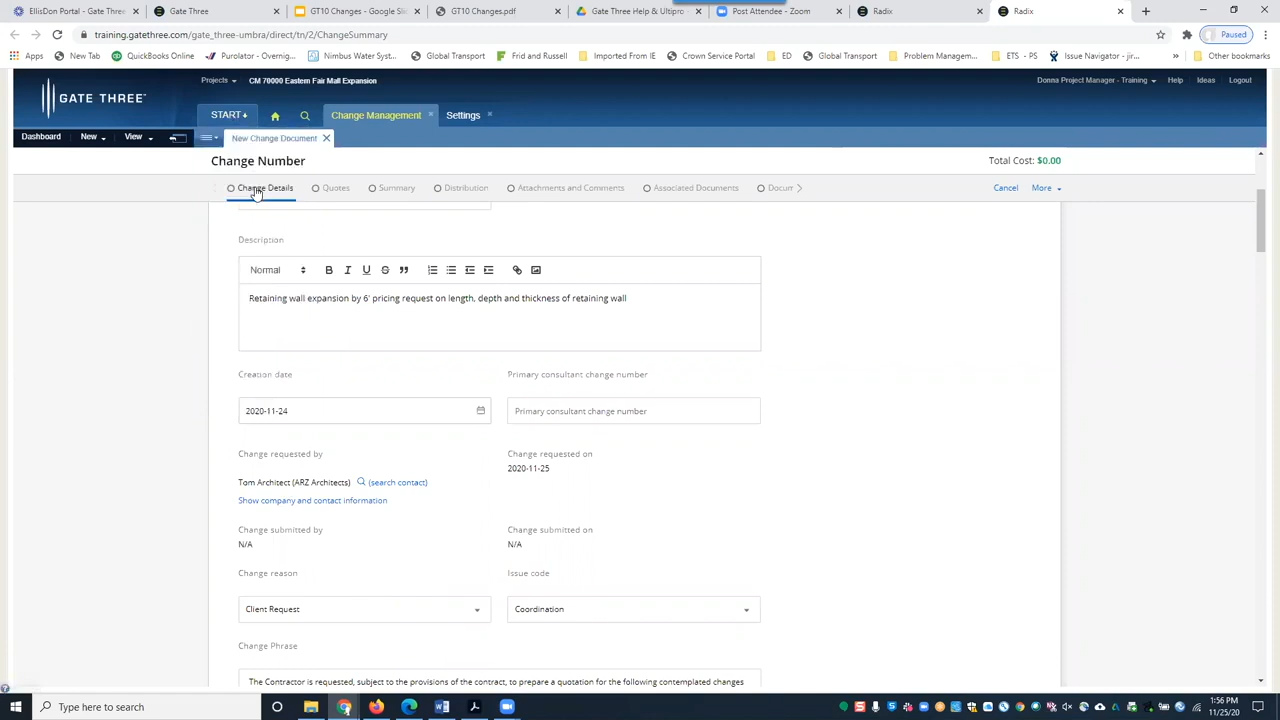 EllisDon Portal - Gate Th
Gate Three
GT10 Changes - Google Sli
GT10 Changes.pdf
Gate Three Help & Ultipro
Post Attendee - Zoom
Radix
Radix
training.gatethree.com/gate_three-umbra/direct/tn/2/ChangeSummary
Paused
Apps
New Tab
QuickBooks Online
Purolator - Overnig...
Nimbus Water Syst...
Global Transport
Frid and Russell
Imported From IE
Crown Service Portal
ED
Global Transport
Problem Managem...
ETS - PS
Issue Navigator - jir...
»
Other bookmarks
GATE THREE
Projects
CM 70000 Eastern Fair Mall Expansion
Donna Project Manager - Training
Help
Ideas
Logout
START
Change Management
Settings
Dashboard
New
View
New Change Document
Change Number
Total Cost: $0.00
Change Details
Quotes
Summary
Distribution
Attachments and Comments
Associated Documents
Docum
Cancel
More
Description
Normal
B
I
U
S
Retaining wall expansion by 6' pricing request on length, depth and thickness of retaining wall
Creation date
Primary consultant change number
2020-11-24
Primary consultant change number
Change requested by
Change requested on
2020-11-25
Tom Architect (ARZ Architects)
(search contact)
Show company and contact information
Change submitted by
Change submitted on
N/A
N/A
Change reason
Issue code
Client Request
Coordination
Change Phrase
The Contractor is requested, subject to the provisions of the contract, to prepare a quotation for the following contemplated changes
Type here to search
1:56 PM
11/25/20